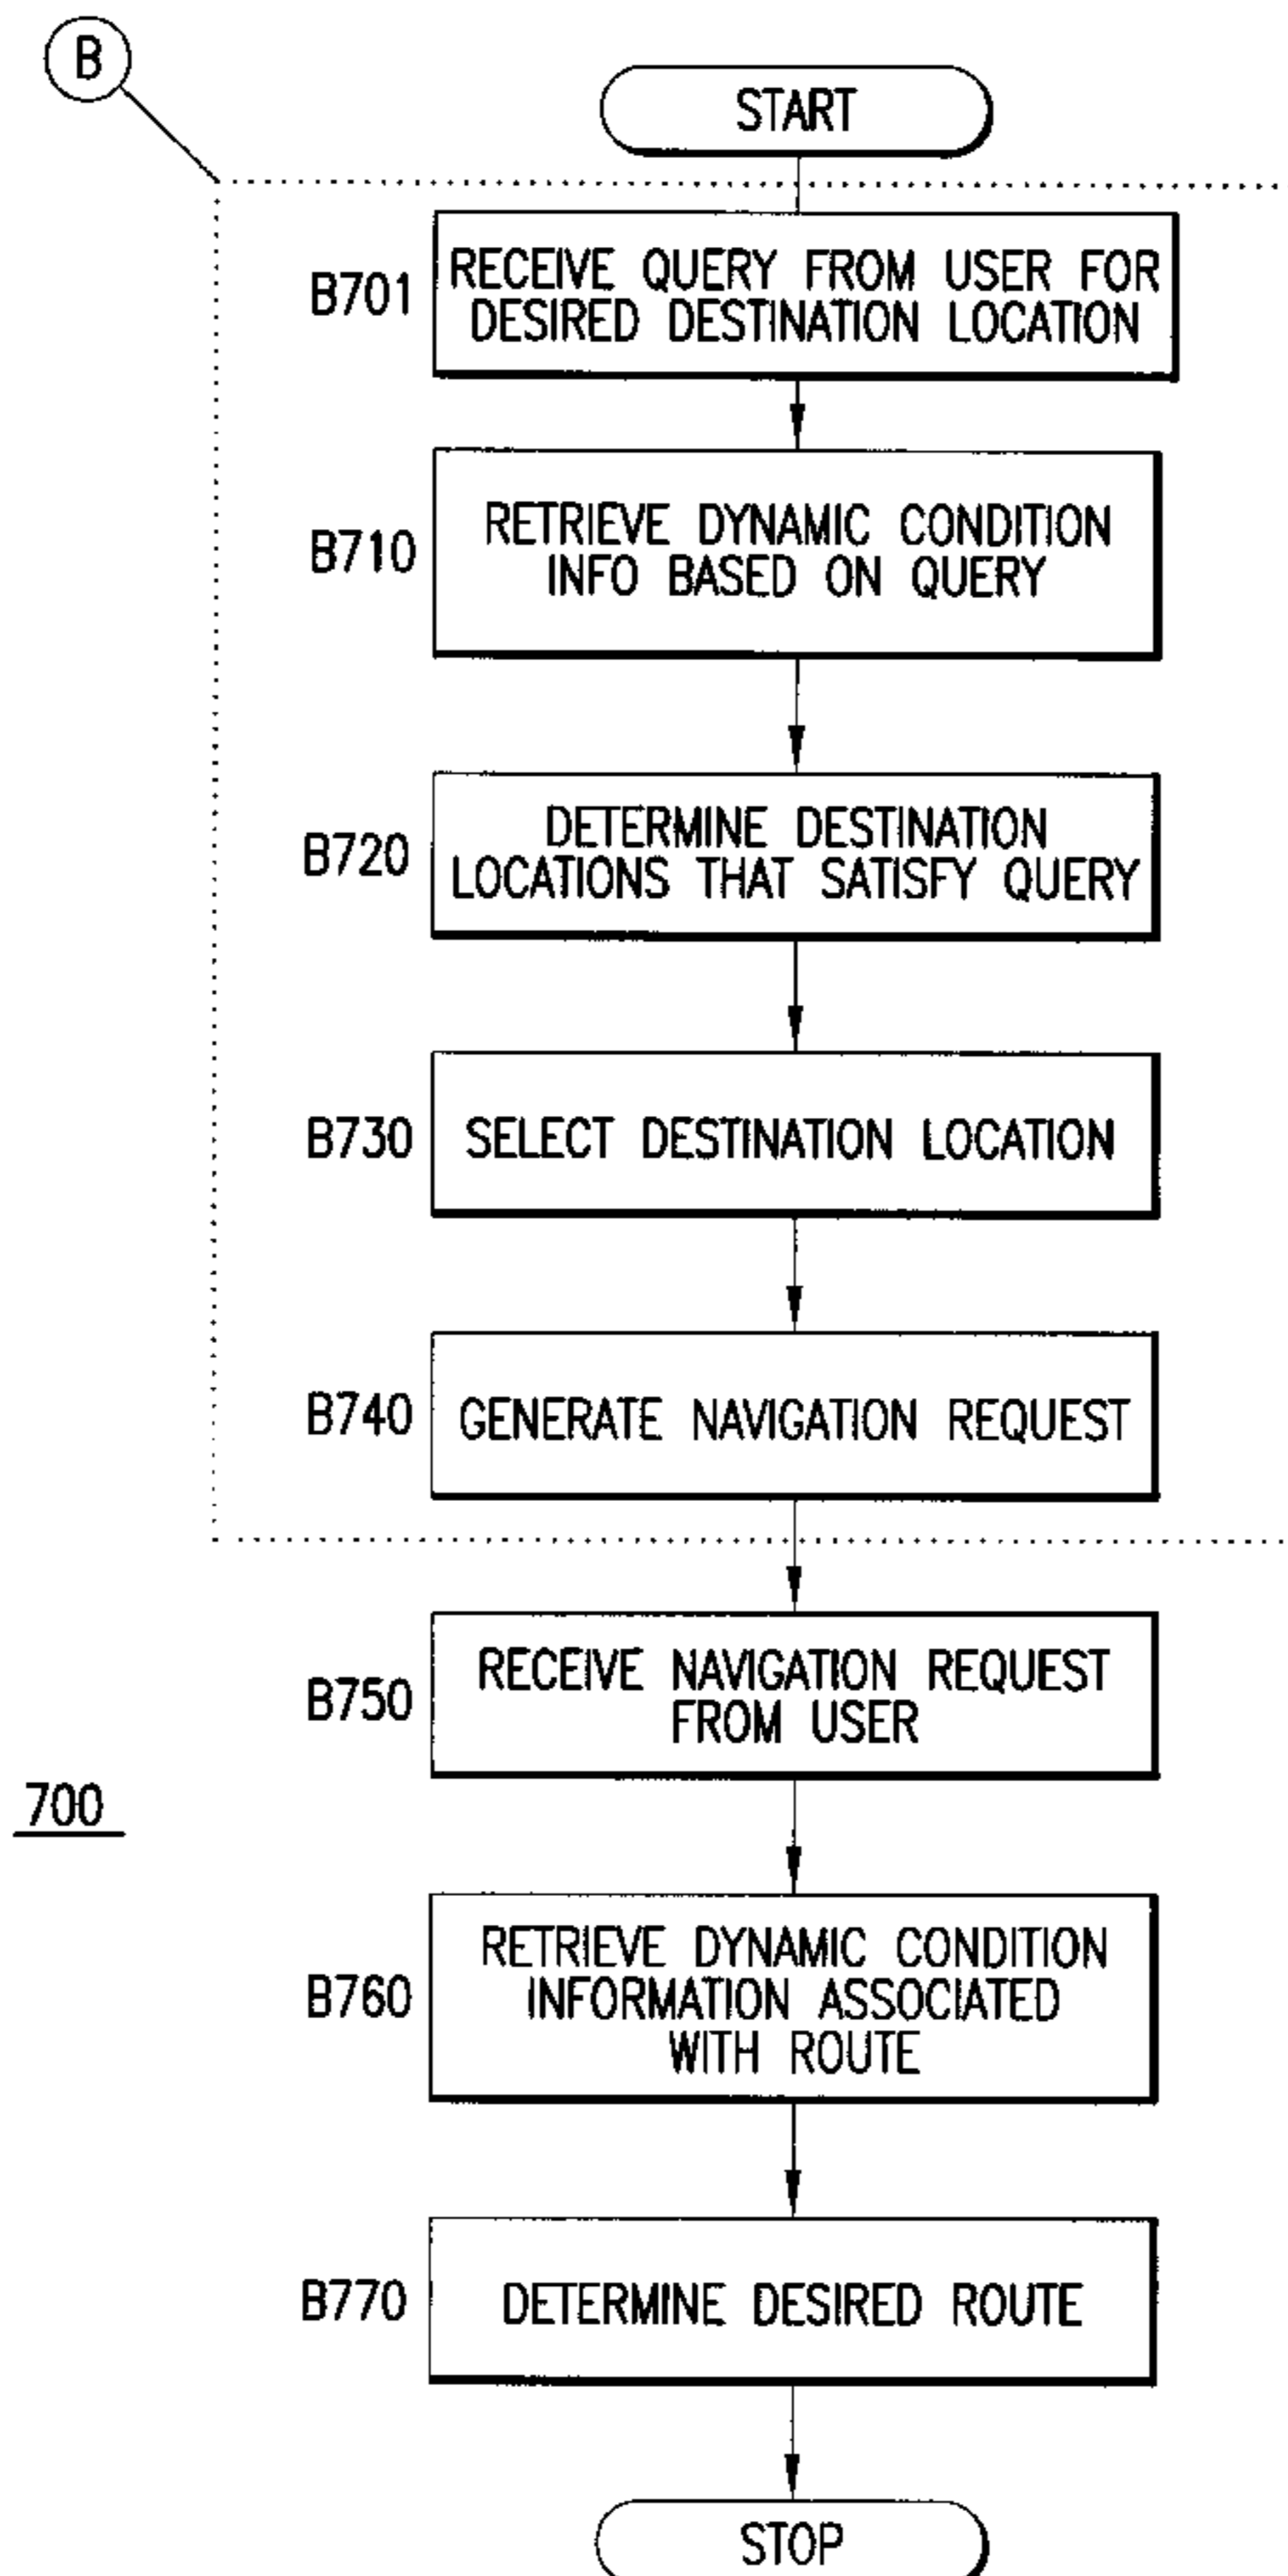 B
START
B701
RECEIVE QUERY FROM USER FOR
DESIRED DESTINATION LOCATION
B710
RETRIEVE DYNAMIC CONDITION
INFO BASED ON QUERY
B720
DETERMINE DESTINATION
LOCATIONS THAT SATISFY QUERY
B730
SELECT DESTINATION LOCATION
B740
GENERATE NAVIGATION REQUEST
B750
RECEIVE NAVIGATION REQUEST
FROM USER
700
B760
RETRIEVE DYNAMIC CONDITION
INFORMATION ASSOCIATED
WITH ROUTE
B770
DETERMINE DESIRED ROUTE
STOP